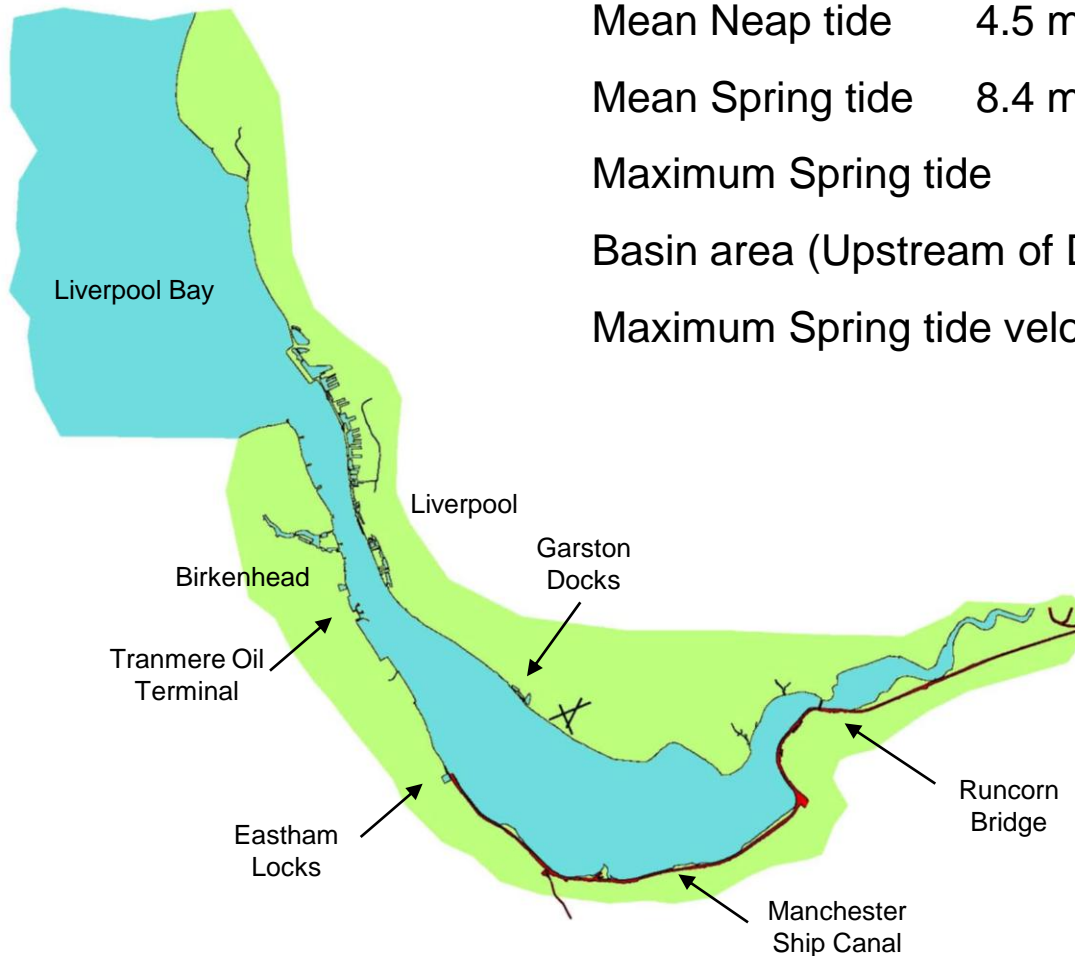 Mean Neap tide 4.5 m
Mean Spring tide 8.4 m
Maximum Spring tide
Basin area (Upstream of
Maximum Spring tide
Liverpool Bay
Liverpool
Garston
Docks
Birkenhead
Tranmere Oil
Terminal
Eastham
Locks
Runcorn
Bridge
Manchester
Ship Canal